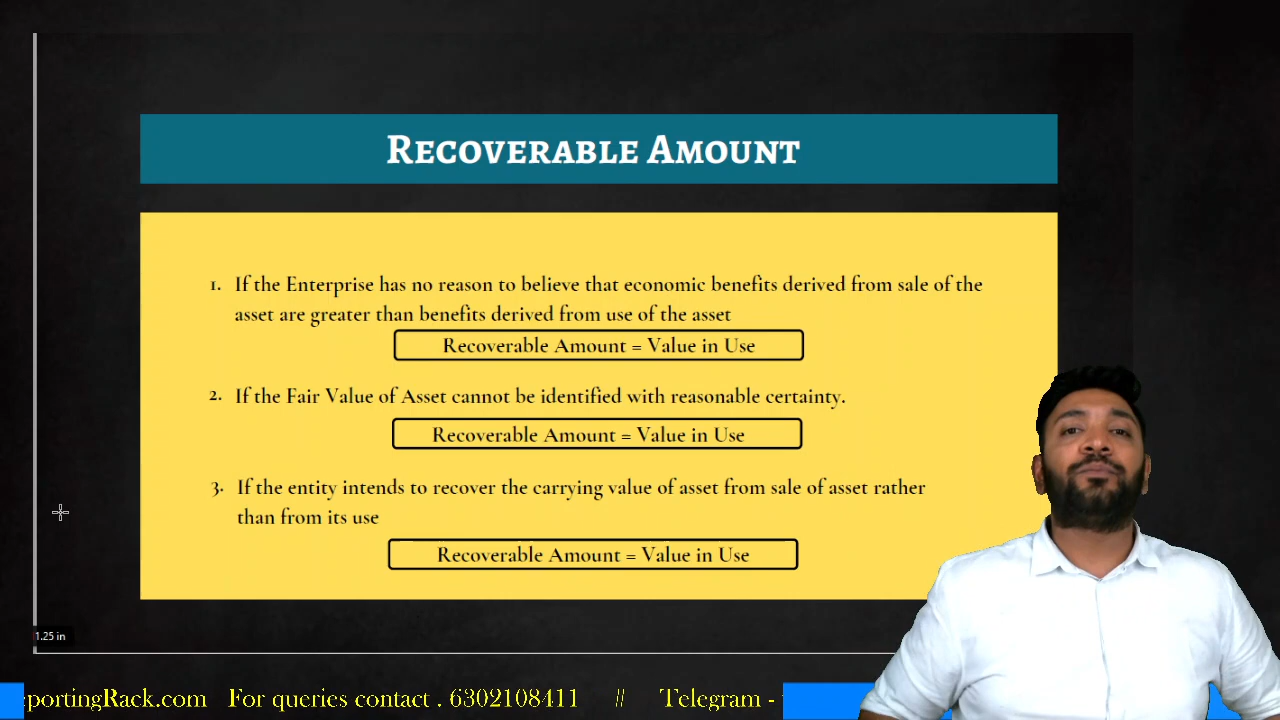 RECOVERABLE AMOUNT
1. If the Enterprise has no reason to believe that economic benefits derived from sale of the
asset are greater than benefits derived from use of the asset
Recoverable Amount = Value in Use
2. If the Fair Value of Asset cannot be identified with reasonable certainty.
Recoverable Amount = Value in Use
3. If the entity intends to recover the carrying value of asset from sale of asset rather
than from its use
Recoverable Amount = Value in Use
1.25 in
portingRack.com For queries contact . 6302108411 # Telegram -